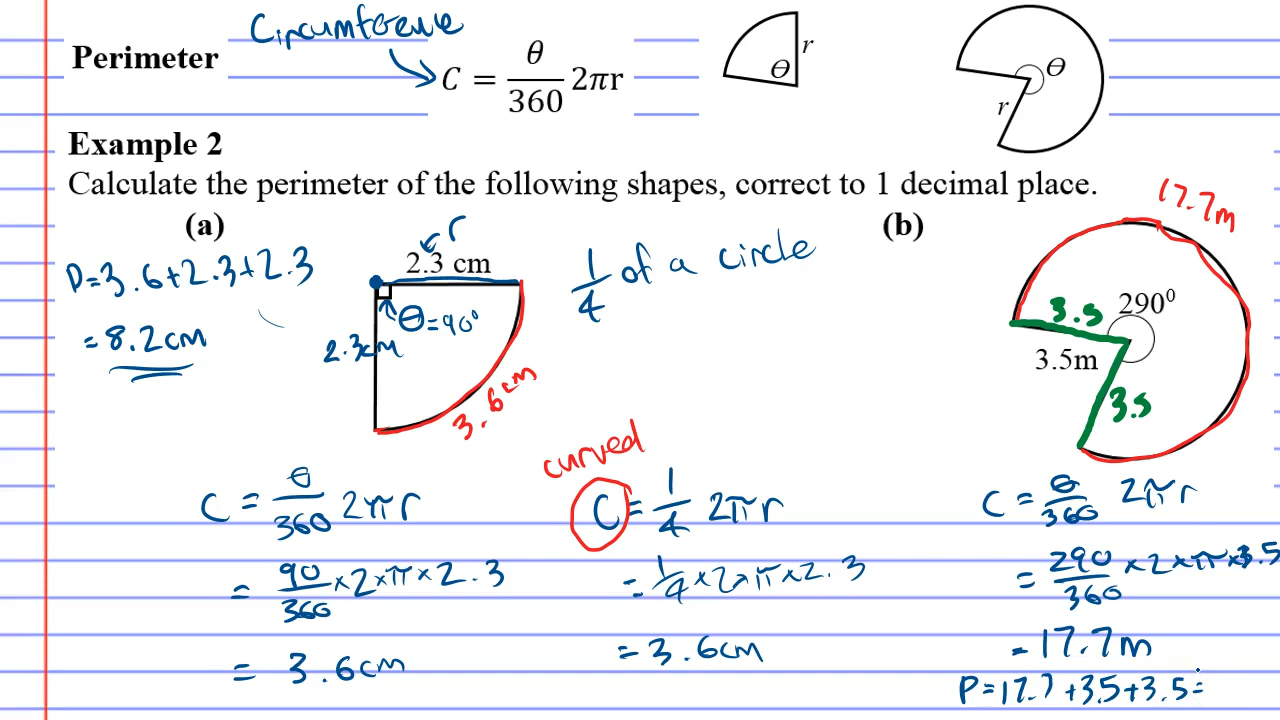 Circumference
Perimeter
C = θ/360 2πr
θ
r
θ
r
Example 2
Calculate the perimeter of the following shapes, correct to 1 decimal place.
(a)
P=3.6+2.3+2.3
= 8.2cm
r
2.3 cm
θ=90°
2.3cm
3.6cm
1/4 of a circle
(b)
17.7m
290⁰
3.5
3.5m
3.5
C = θ/360 2πr
= 90/360 × 2 × π × 2.3
= 3.6cm
curved
C = 1/4 2πr
= 1/4 × 2 × π × 2.3
= 3.6cm
C = θ/360 2πr
= 290/360 × 2 × π × 3.5
= 17.7m
P=17.7+3.5+3.5=